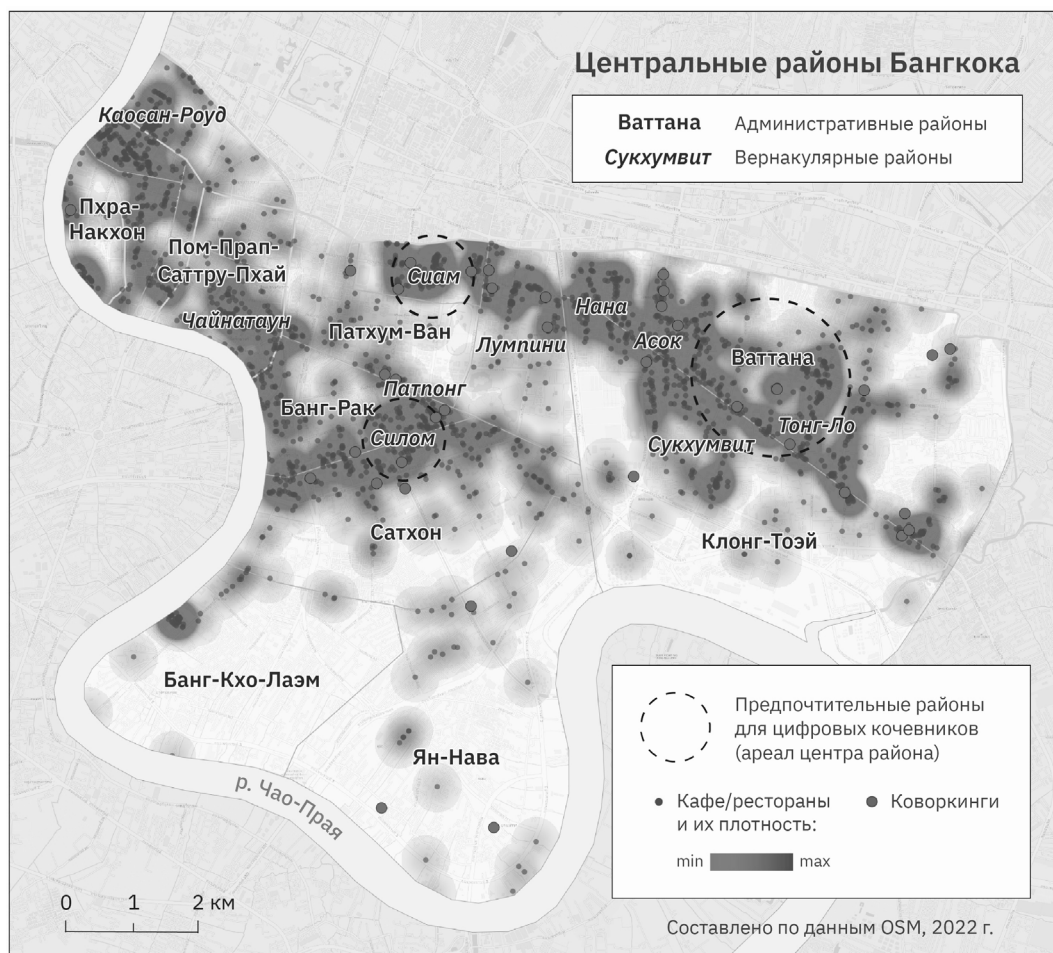 Центральные районы Бангкока
Ваттана Административные районы
Сукхумвит Вернакулярные районы
Каосан-Роуд
Пхра-
Накхон
Пом-Прап-
Саттру-Пхай
Сиам
Нана
Чайнатаун
Патхум-Ван
Лумпини
Асок
Ваттана
Патпонг
Банг-Рак
Силом
Тонг-Ло
Сукхумвит
Сатхон
Клонг-Тоэй
Банг-Кхо-Лаэм
Ян-Нава
р. Чао-Прая
Предпочтительные районы
для цифровых кочевников
(ареал центра района)
Кафе/рестораны
и их плотность:
Коворкинги
min max
0 1 2 км
Составлено по данным OSM, 2022 г.